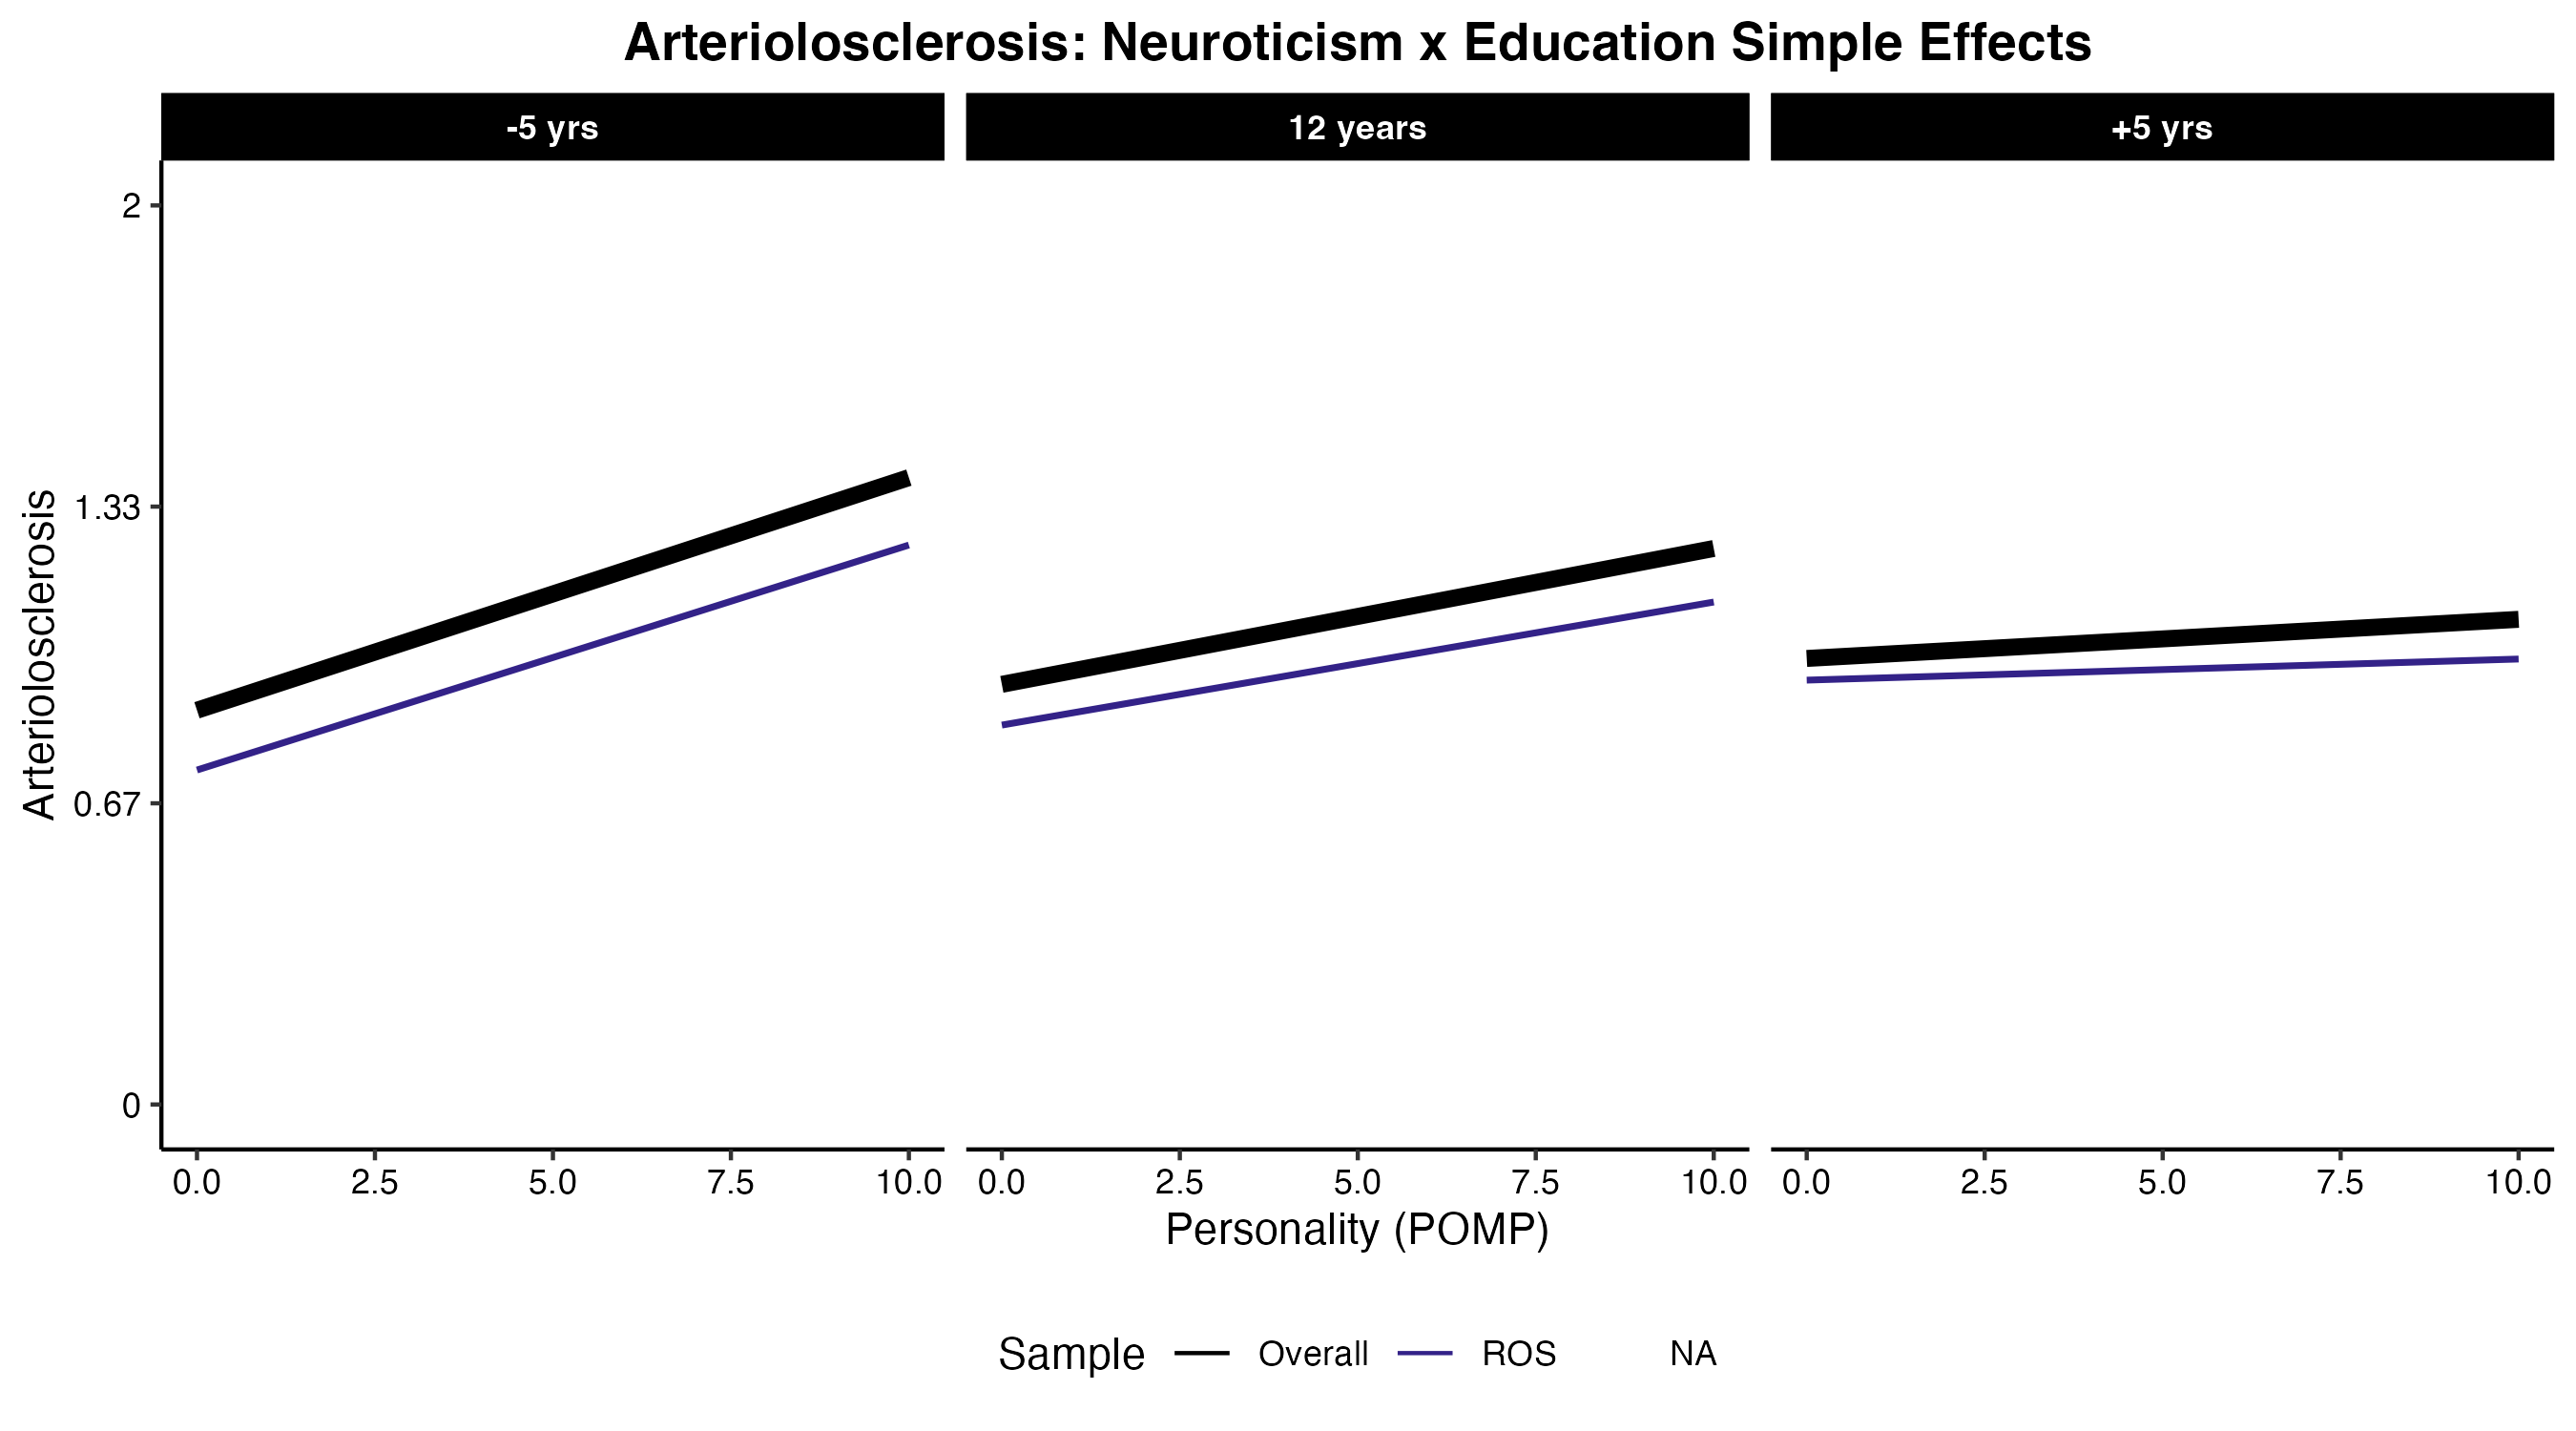 Arteriolosclerosis: Neuroticism x Education Simple Effects
-5 yrs 12 years +5 yrs
Arteriolosclerosis
2
1.33
0.67
0
0.0 2.5 5.0 7.5 10.0 0.0 2.5 5.0 7.5 10.0 0.0 2.5 5.0 7.5 10.0
Personality (POMP)
Sample Overall ROS NA